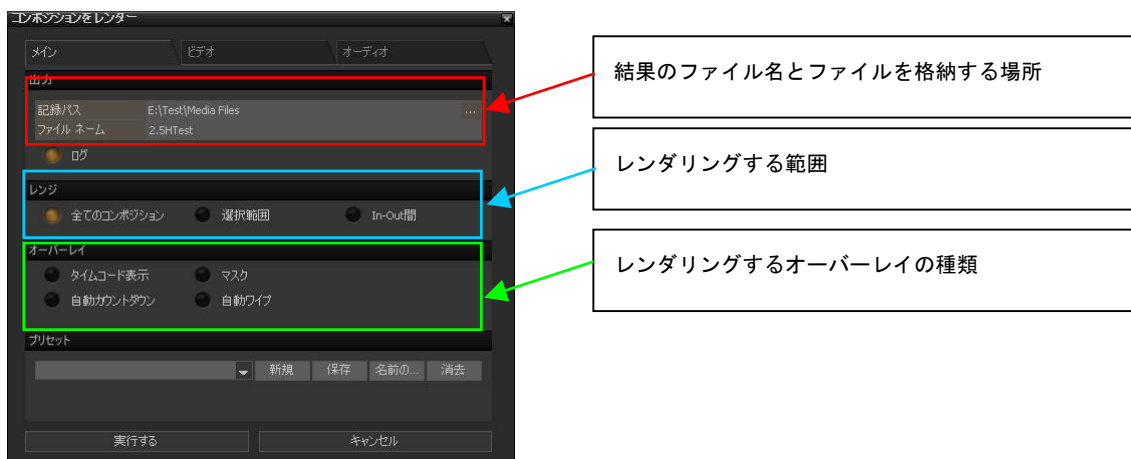 コンポジションをレンダー
メイン
ビデオ
オーディオ
出力
記録パス E:\Test\Media Files ...
ファイル ネーム 2.5HTest
ログ
レンジ
全てのコンポジション 選択範囲 In-Out間
オーバーレイ
タイムコード表示 マスク
自動カウントダウン 自動ワイプ
プリセット
新規 保存 名前の... 消去
実行する キャンセル
結果のファイル名とファイルを格納する場所
レンダリングする範囲
レンダリングするオーバーレイの種類